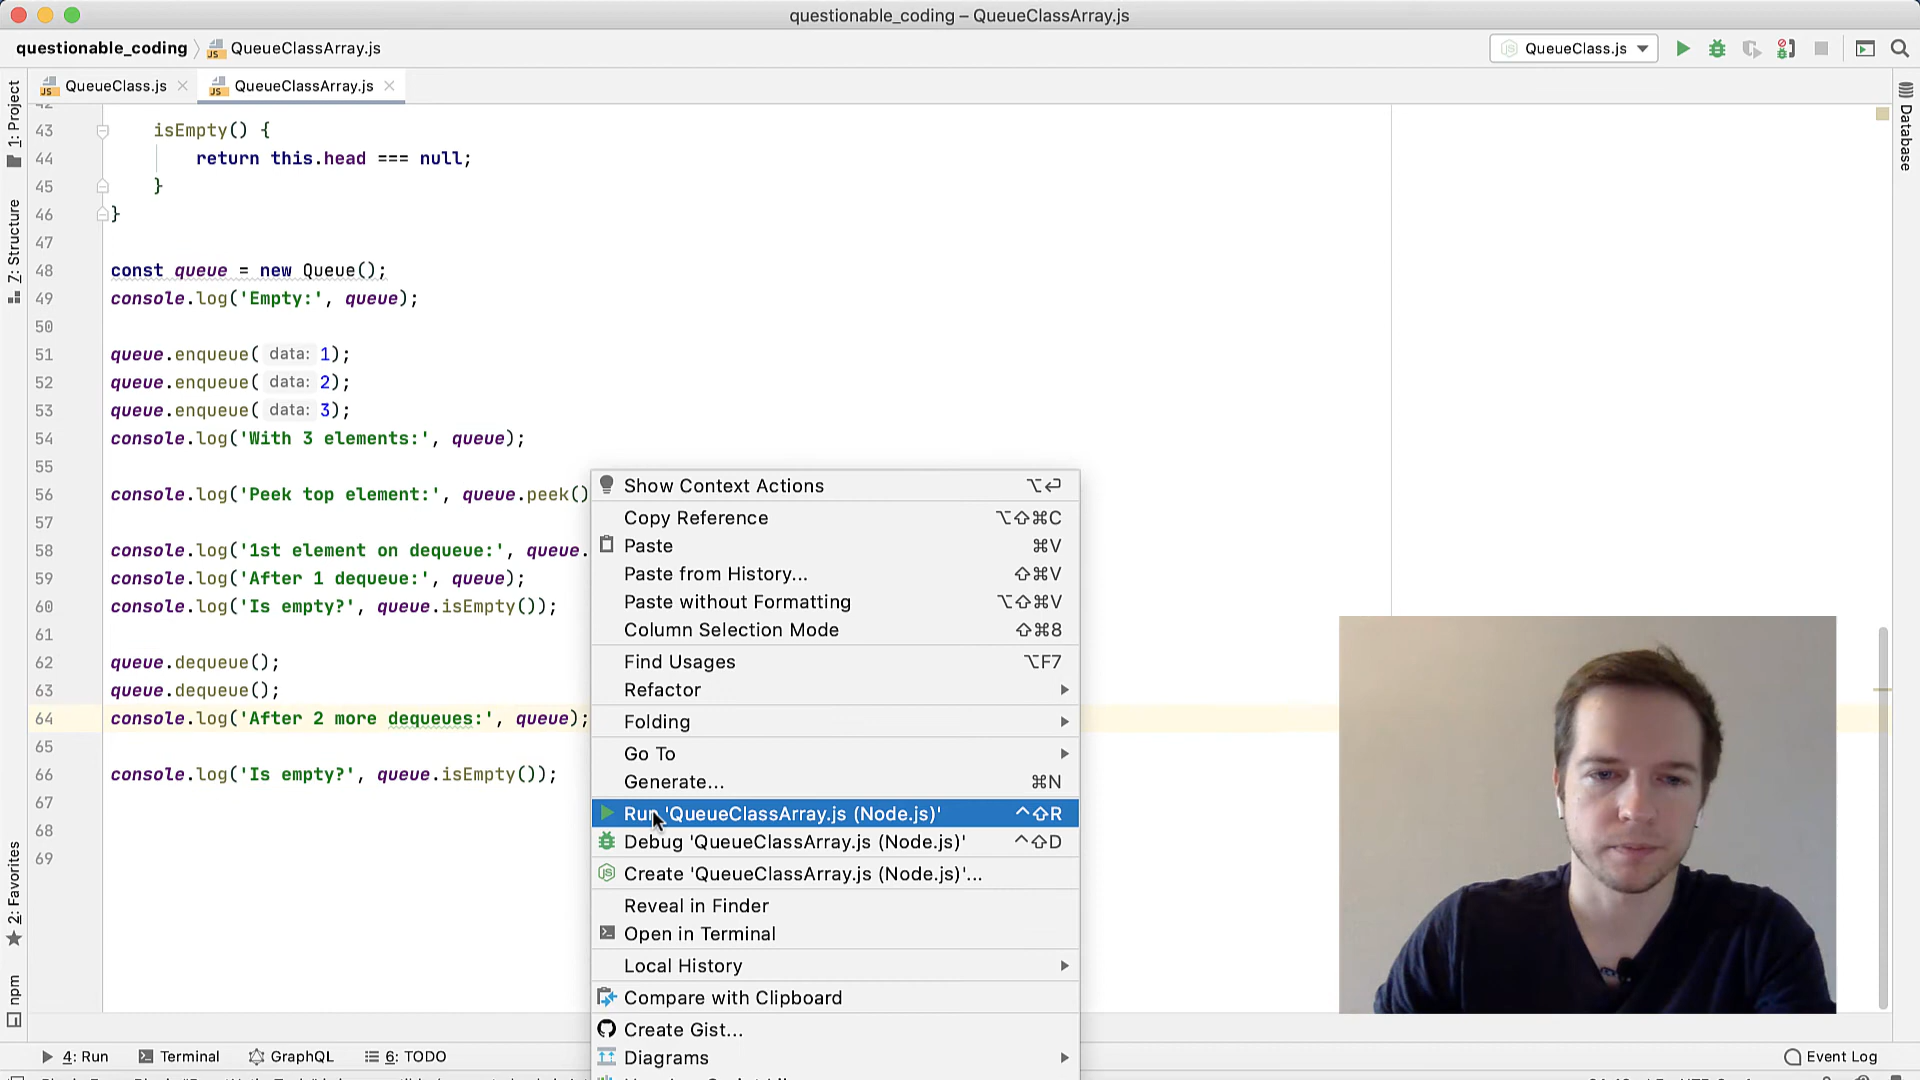 questionable_coding – QueueClassArray.js
questionable_coding
QueueClassArray.js
QueueClass.js
QueueClass.js
QueueClassArray.js
1: Project
Z: Structure
2: Favorites
npm
Database
42
43 isEmpty() {
44 return this.head === null;
45 }
46 }
47
48 const queue = new Queue();
49 console.log('Empty:', queue);
50
51 queue.enqueue( data: 1);
52 queue.enqueue( data: 2);
53 queue.enqueue( data: 3);
54 console.log('With 3 elements:', queue);
55
56 console.log('Peek top element:', queue.peek()
57
58 console.log('1st element on dequeue:', queue.
59 console.log('After 1 dequeue:', queue);
60 console.log('Is empty?', queue.isEmpty());
61
62 queue.dequeue();
63 queue.dequeue();
64 console.log('After 2 more dequeues:', queue);
65
66 console.log('Is empty?', queue.isEmpty());
67
68
69
Show Context Actions ⌥⏎
Copy Reference ⌥⇧⌘C
Paste ⌘V
Paste from History... ⇧⌘V
Paste without Formatting ⌥⇧⌘V
Column Selection Mode ⇧⌘8
Find Usages ⌥F7
Refactor
Folding
Go To
Generate... ⌘N
Run 'QueueClassArray.js (Node.js)' ^⇧R
Debug 'QueueClassArray.js (Node.js)' ^⇧D
Create 'QueueClassArray.js (Node.js)'...
Reveal in Finder
Open in Terminal
Local History
Compare with Clipboard
Create Gist...
Diagrams
4: Run
Terminal
GraphQL
6: TODO
Event Log